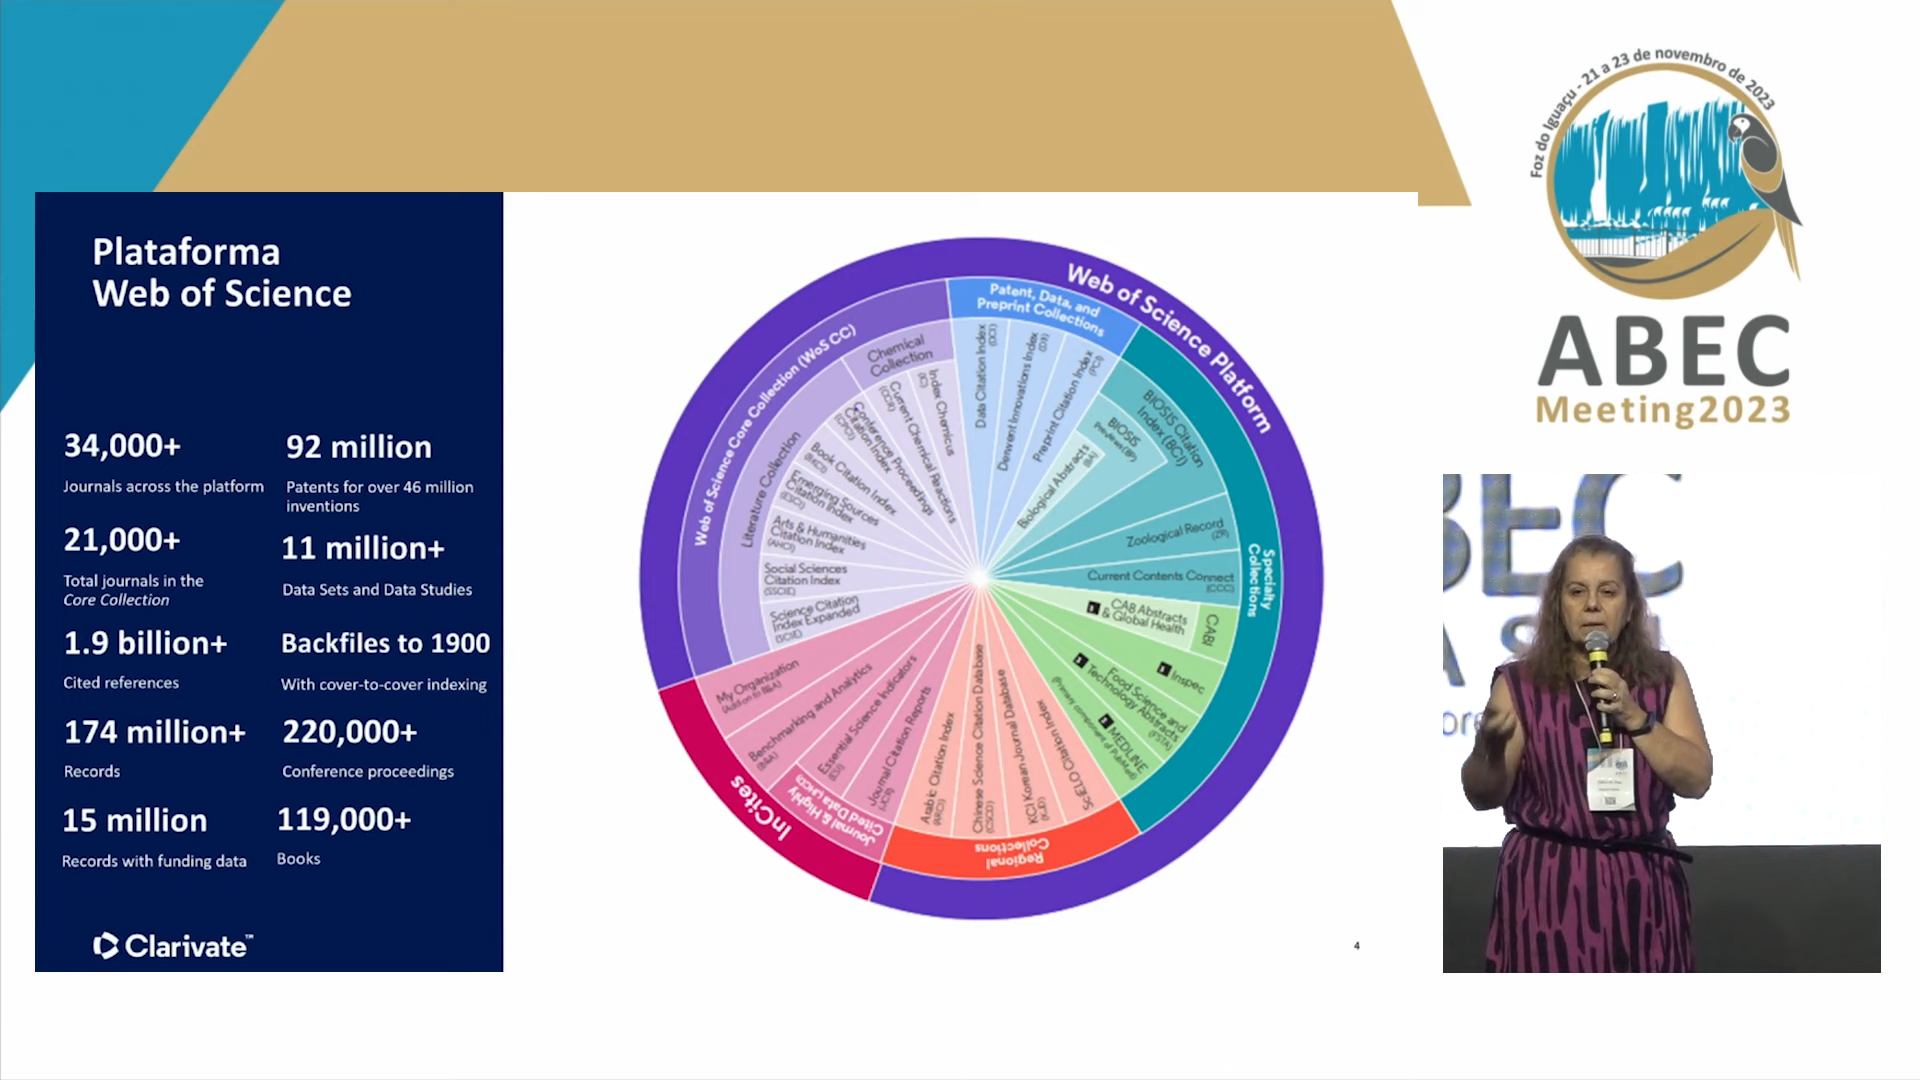 Foz do Iguaçu - 21 a 23 de novembro de 2023
ABEC
Meeting2023
Plataforma
Web of Science
34,000+
Journals across the platform
92 million
Patents for over 46 million
inventions
21,000+
Total journals in the
Core Collection
11 million+
Data Sets and Data Studies
1.9 billion+
Cited references
Backfiles to 1900
With cover-to-cover indexing
174 million+
Records
220,000+
Conference proceedings
15 million
Records with funding data
119,000+
Books
Clarivate™
Web of Science Platform
Web of Science Core Collection (WoS CC)
Literature Collection
Science Citation
Index Expanded
(SCIE)
Social Sciences
Citation Index
Arts & Humanities
Citation Index
(AHCI)
Emerging Sources
Citation Index
(ESCI)
Book Citation Index
(BKCI)
Conference Proceedings
Citation Index
(CPCI)
Chemical
Collection
Current Chemical Reactions
(CCR)
Index Chemicus
(IC)
Patent, Data, and
Preprint Collections
Data Citation Index
(DCI)
Derwent Innovations Index
(DII)
Preprint Citation Index
(PCI)
Specialty
Collections
BIOSIS Citation
Index (BCI)
BIOSIS
Previews (BP)
Biological Abstracts
(BA)
Zoological Record
(ZR)
Current Contents Connect
(CCC)
CABI
CAB Abstracts
& Global Health
Inspec
Food Science and
Technology Abstracts
(FSTA)
MEDLINE
(Primary component of PubMed)
Regional
Collections
SciELO Citation Index
KCI Korean Journal Database
(KJD)
Chinese Science Citation Database
(CSCD)
Arabic Citation Index
(ARCI)
InCites
Journal & Highly
Cited Data (JHCD)
Journal Citation Reports
(JCR)
Essential Science Indicators
(ESI)
Benchmarking and Analytics
(B&A)
My Organization
(Add-on to B&A)
4
BEC